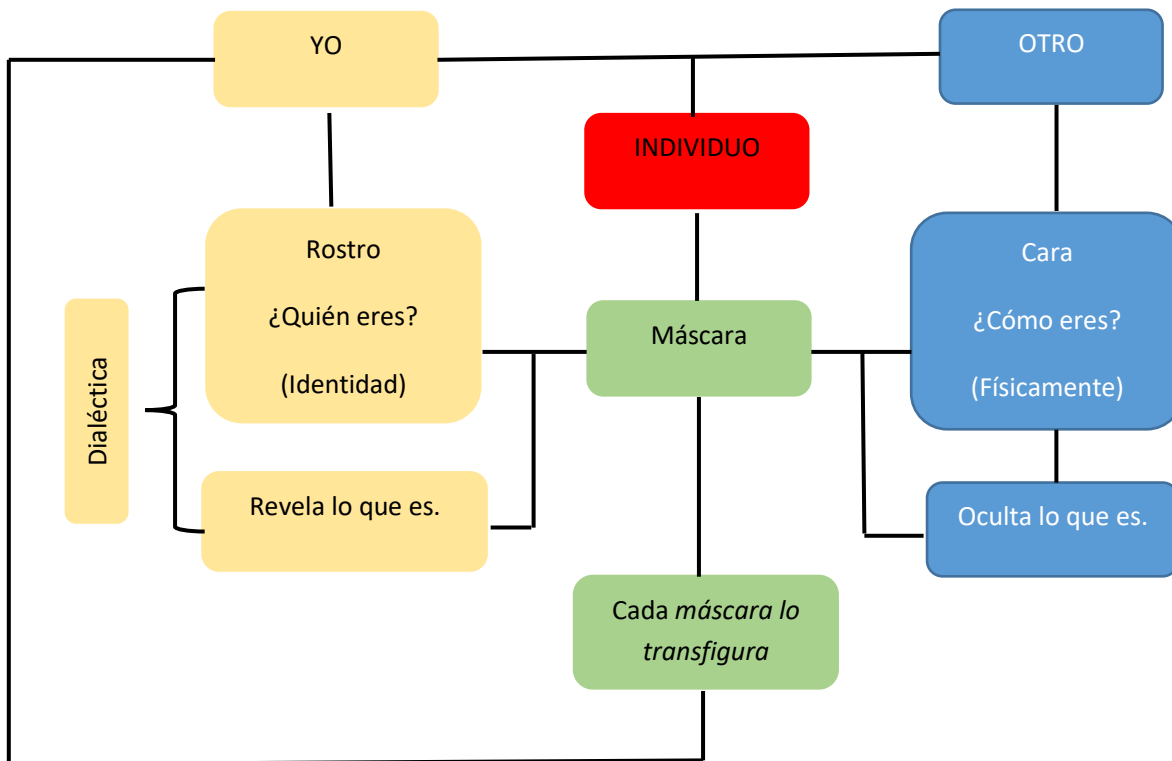 YO
OTRO
INDIVIDUO
Rostro
¿Quién eres?
(Identidad)
Máscara
Cara
¿Cómo eres?
(Físicamente)
Dialéctica
Revela lo que es.
Oculta lo que es.
Cada máscara lo
transfigura